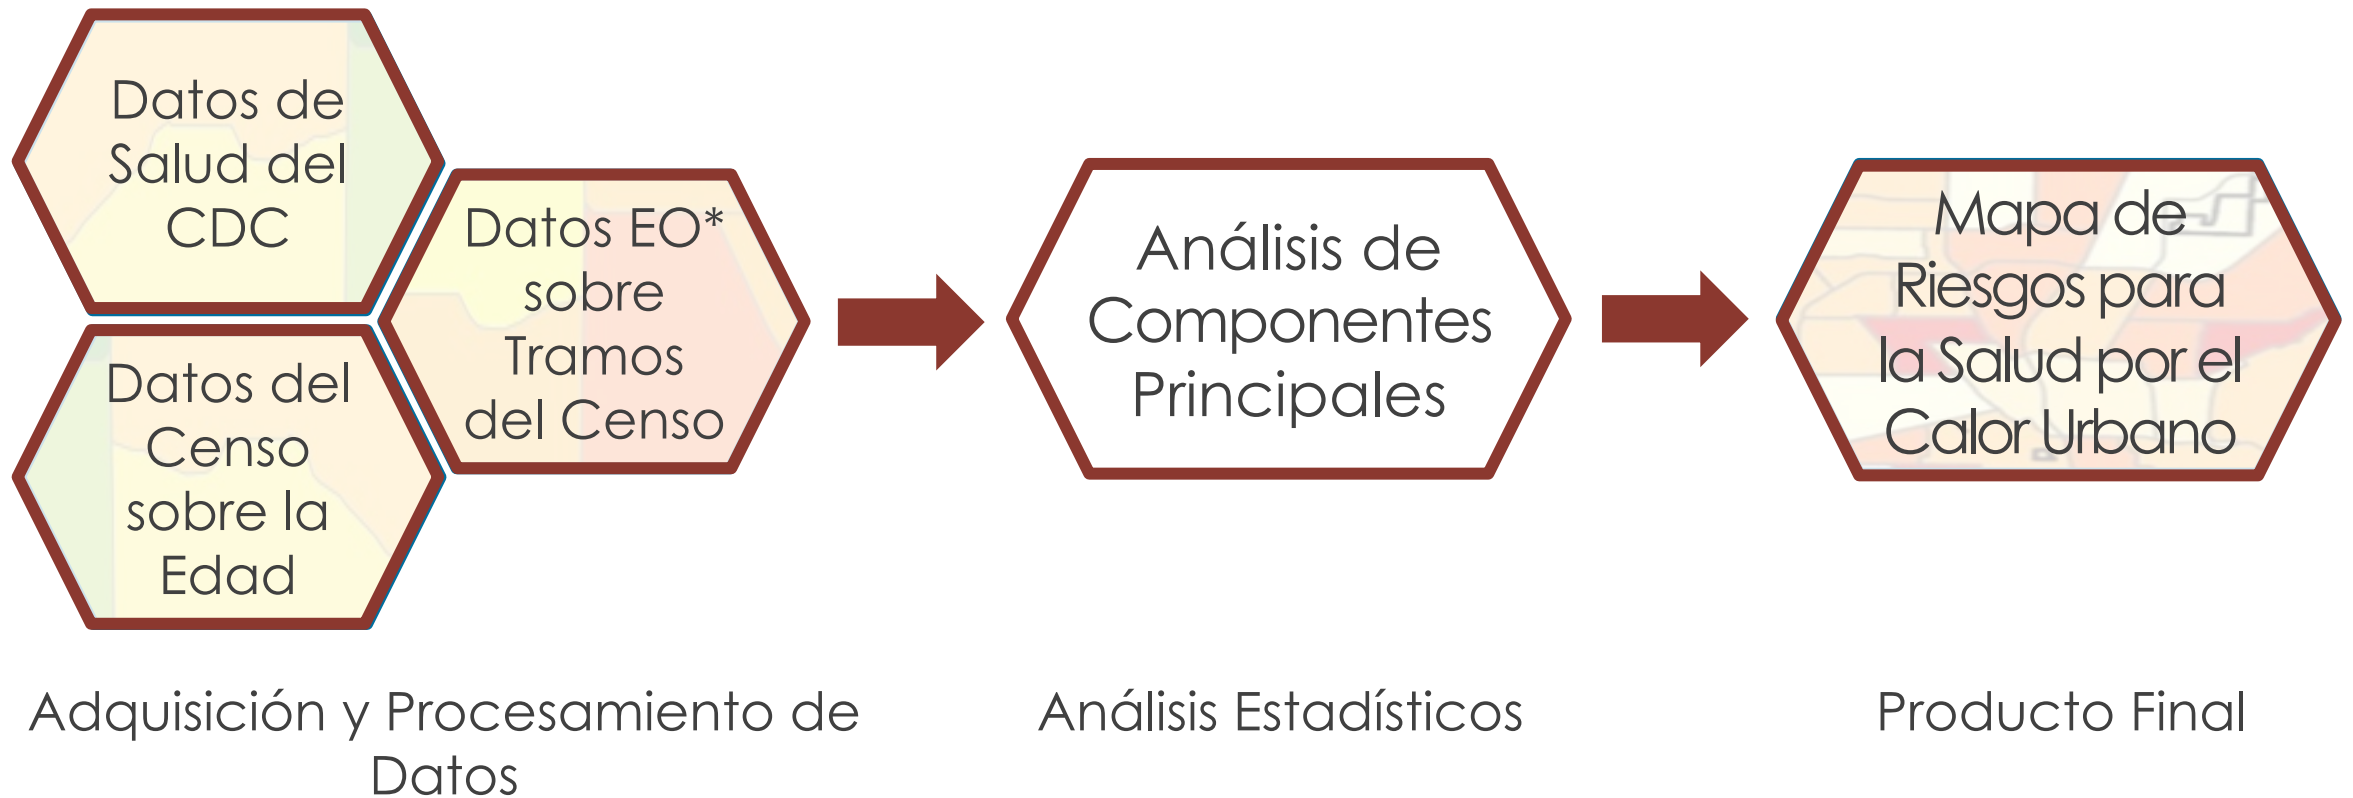 Datos de
Salud del
CDC
Datos del
Censo
sobre la
Edad
Datos EO*
sobre
Tramos
del Censo
Análisis de
Componentes
Principales
Mapa de
Riesgos para
la Salud por el
Calor Urbano
Adquisición y Procesamiento de
Datos
Análisis Estadísticos
Producto Final